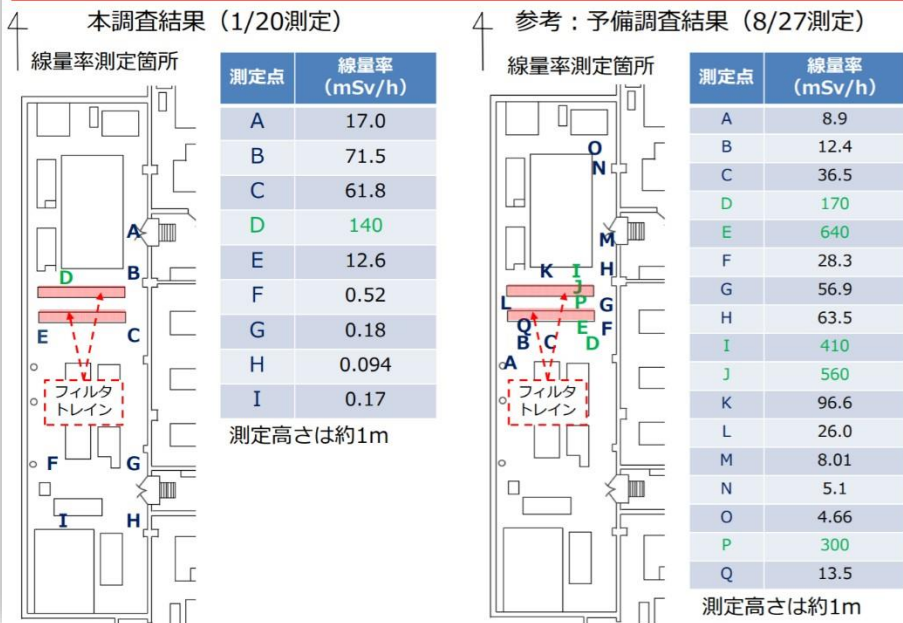 本調査結果（1/20測定）
線量率測定箇所
測定点 線量率（mSv/h）
A 17.0
B 71.5
C 61.8
D 140
E 12.6
F 0.52
G 0.18
H 0.094
I 0.17
測定高さは約1m
A
B
D
E C
フィルタ
トレイン
F G
I H
参考：予備調査結果（8/27測定）
線量率測定箇所
測定点 線量率（mSv/h）
A 8.9
B 12.4
C 36.5
D 170
E 640
F 28.3
G 56.9
H 63.5
I 410
J 560
K 96.6
L 26.0
M 8.01
N 5.1
O 4.66
P 300
Q 13.5
測定高さは約1m
O
N
M
K I H
J
L P G
Q E F
B C D
A
フィルタ
トレイン